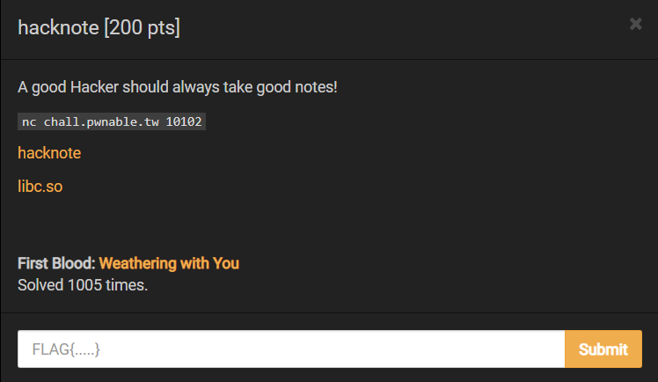 hacknote [200 pts]
×
A good Hacker should always take good notes!
nc chall.pwnable.tw 10102
hacknote
libc.so
First Blood: Weathering with You
Solved 1005 times.
FLAG{.....}
Submit